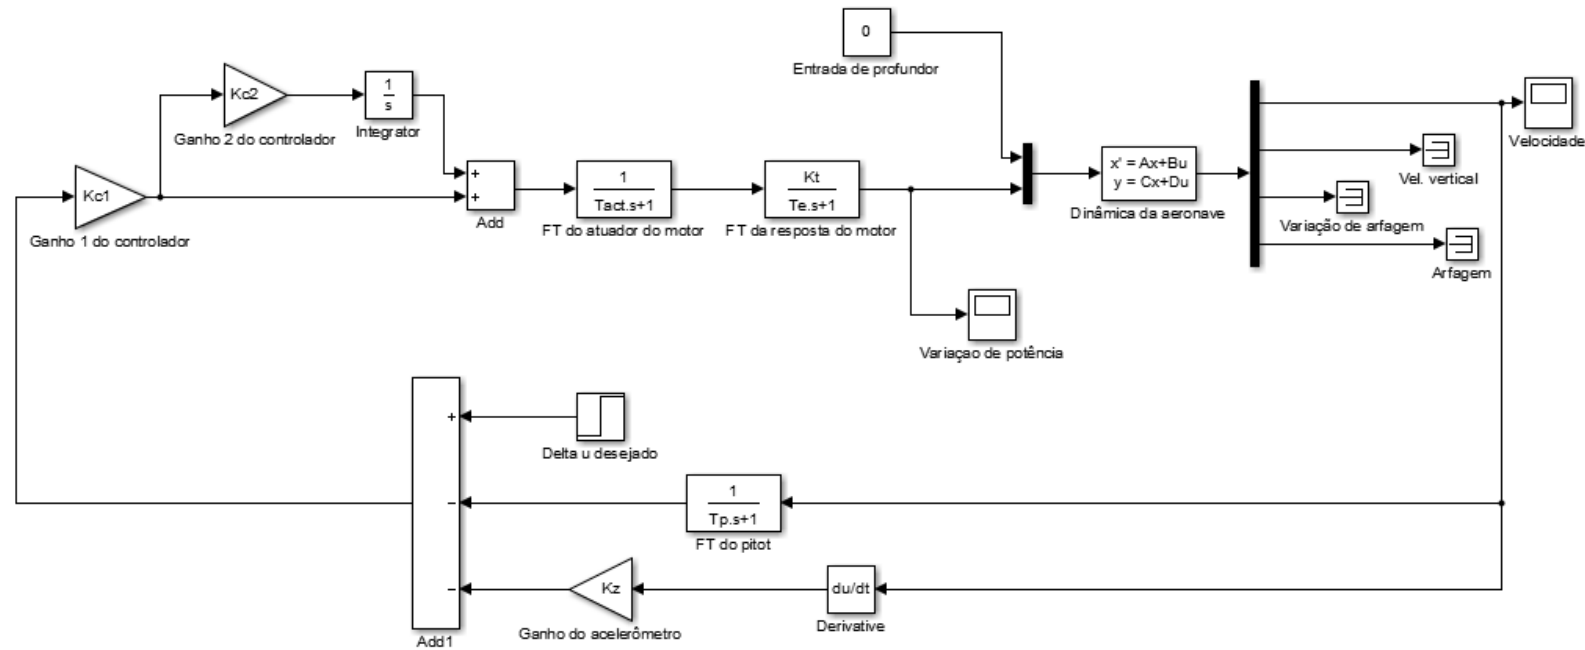 0
Entrada de profundor
Kc2
1
s
Ganho 2 do controlador
Integrator
Velocidade
Vel. vertical
Kc1
Ganho 1 do controlador
+
+
Add
1
Tact.s+1
FT do atuador do motor
Kt
Te.s+1
FT da resposta do motor
x' = Ax+Bu
y = Cx+Du
Dinâmica da aeronave
Variação de arfagem
Arfagem
Variaçao de potência
+
Delta u desejado
−
1
Tp.s+1
FT do pitot
−
Kz
Ganho do acelerômetro
du/dt
Derivative
Add1